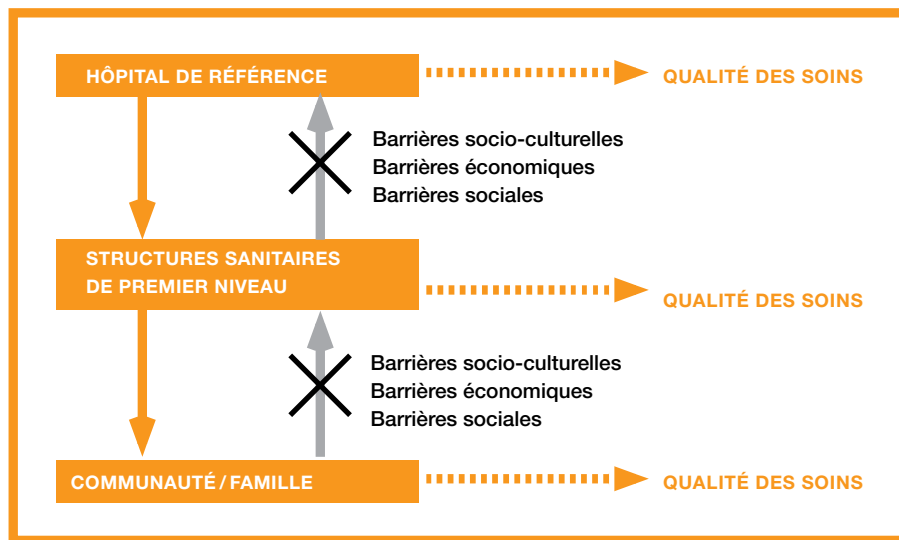 HÔPITAL DE RÉFÉRENCE
QUALITÉ DES SOINS
Barrières socio-culturelles
Barrières économiques
Barrières sociales
STRUCTURES SANITAIRES
DE PREMIER NIVEAU
QUALITÉ DES SOINS
Barrières socio-culturelles
Barrières économiques
Barrières sociales
COMMUNAUTÉ / FAMILLE
QUALITÉ DES SOINS